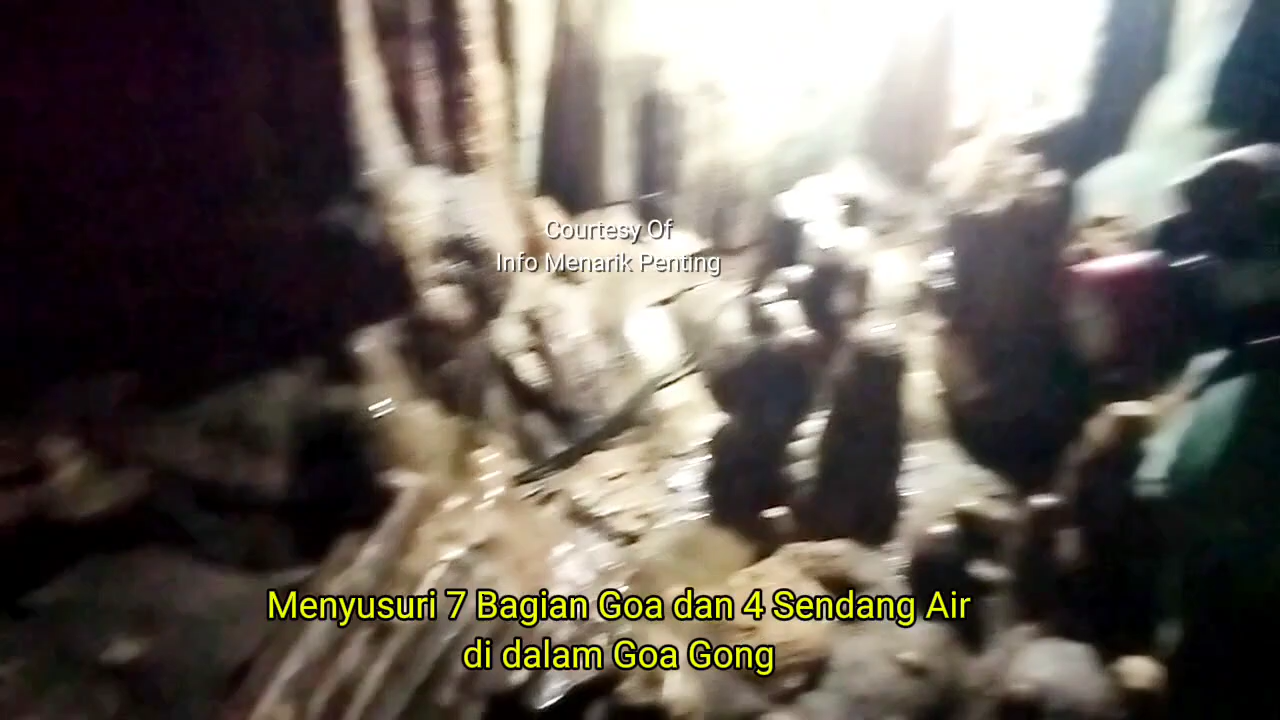 Courtesy Of
Info Menarik Penting
Menyusuri 7 Bagian Goa dan 4 Sendang Air
di dalam Goa Gong